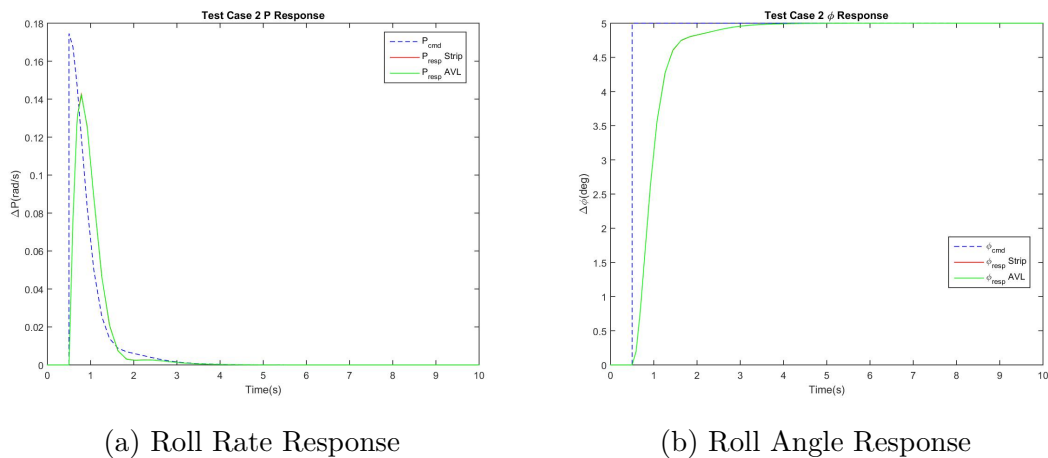 Test Case 2 P Response
0.18
0.16
0.14
0.12
0.1
0.08
0.06
0.04
0.02
0
ΔP(rad/s)
P_cmd
P_resp Strip
P_resp AVL
0 1 2 3 4 5 6 7 8 9 10
Time(s)
(a) Roll Rate Response
Test Case 2 ϕ Response
5
4.5
4
3.5
3
2.5
2
1.5
1
0.5
0
Δϕ(deg)
ϕ_cmd
ϕ_resp Strip
ϕ_resp AVL
0 1 2 3 4 5 6 7 8 9 10
Time(s)
(b) Roll Angle Response